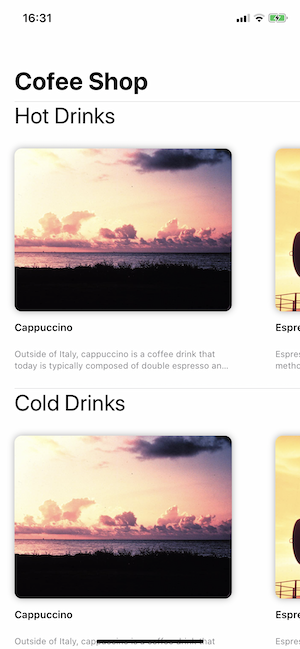 16:31
Cofee Shop
Hot Drinks
Cappuccino
Outside of Italy, cappuccino is a coffee drink that
today is typically composed of double espresso an...
Espre
Espres
metho
Cold Drinks
Cappuccino
Outside of Italy, cappuccino is a coffee drink that
Espre
Espres